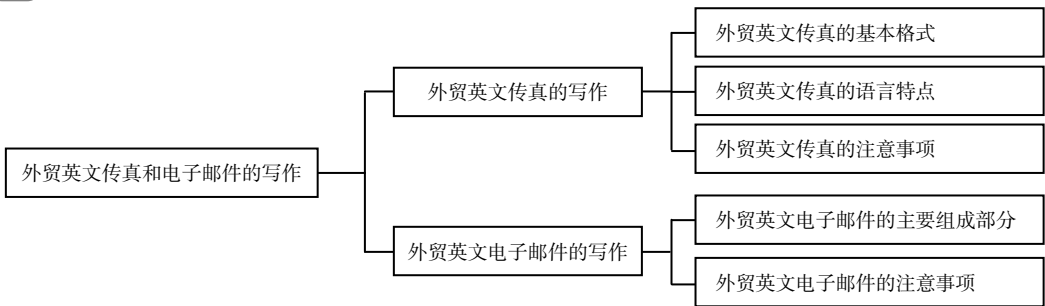 外贸英文传真和电子邮件的写作
外贸英文传真的写作
外贸英文传真的基本格式
外贸英文传真的语言特点
外贸英文传真的注意事项
外贸英文电子邮件的写作
外贸英文电子邮件的主要组成部分
外贸英文电子邮件的注意事项